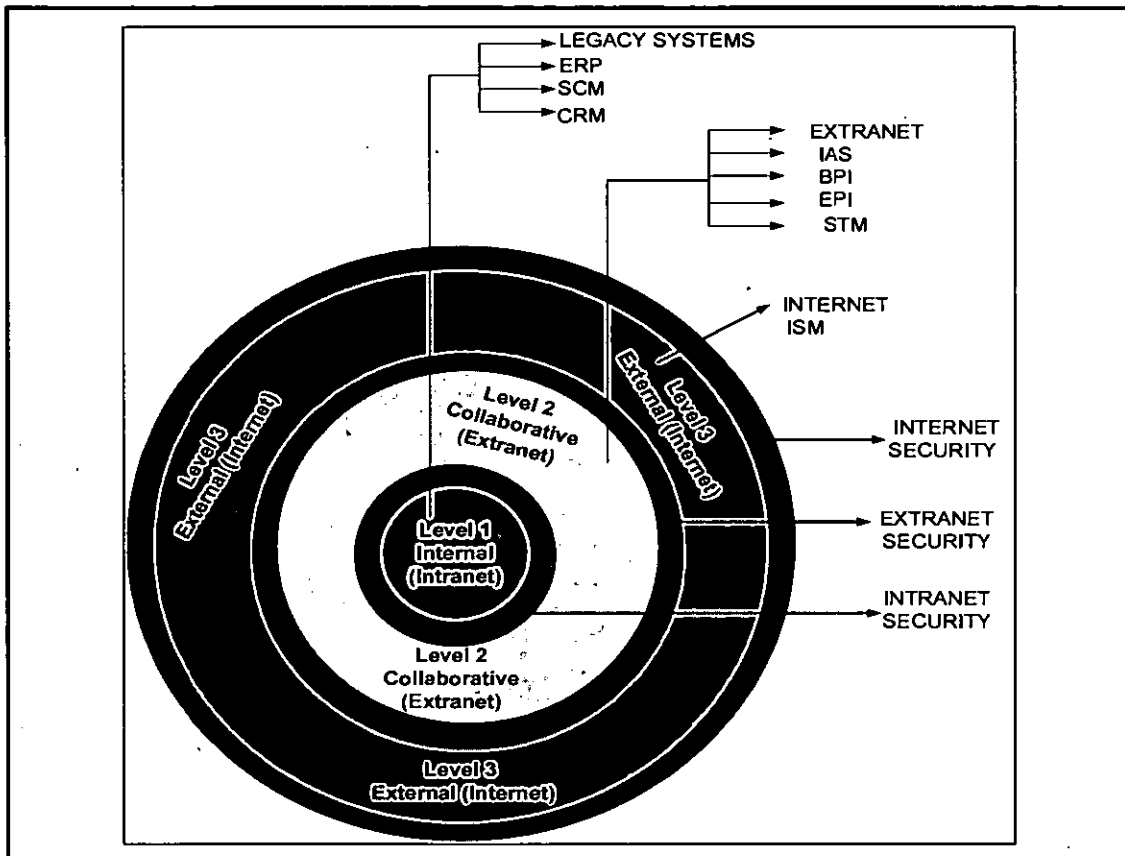 LEGACY SYSTEMS
ERP
SCM
CRM
EXTRANET
IAS
BPI
EPI
STM
INTERNET
ISM
Level 3
External (Internet)
Level 2
Collaborative
(Extranet)
Level 3
External (Internet)
INTERNET
SECURITY
EXTRANET
SECURITY
Level 1
Internal
(Intranet)
INTRANET
SECURITY
Level 2
Collaborative
(Extranet)
Level 3
External (Internet)